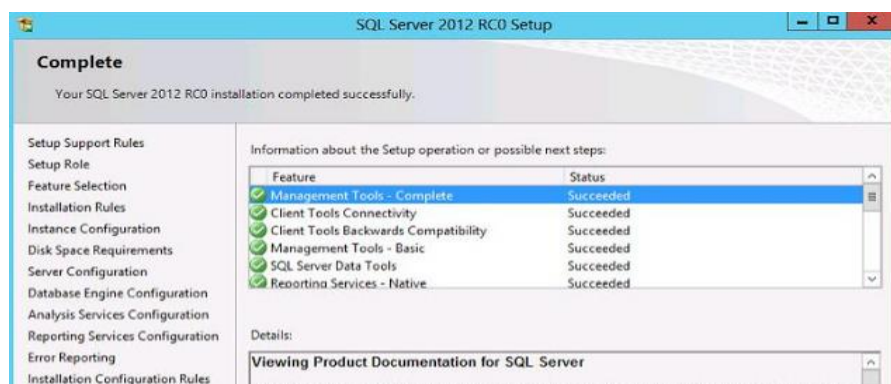 SQL Server 2012 RC0 Setup
Complete
Your SQL Server 2012 RC0 installation completed successfully.
Setup Support Rules
Setup Role
Feature Selection
Installation Rules
Instance Configuration
Disk Space Requirements
Server Configuration
Database Engine Configuration
Analysis Services Configuration
Reporting Services Configuration
Error Reporting
Installation Configuration Rules
Information about the Setup operation or possible next steps:
Feature Status
Management Tools - Complete Succeeded
Client Tools Connectivity Succeeded
Client Tools Backwards Compatibility Succeeded
Management Tools - Basic Succeeded
SQL Server Data Tools Succeeded
Reporting Services - Native Succeeded
Details:
Viewing Product Documentation for SQL Server